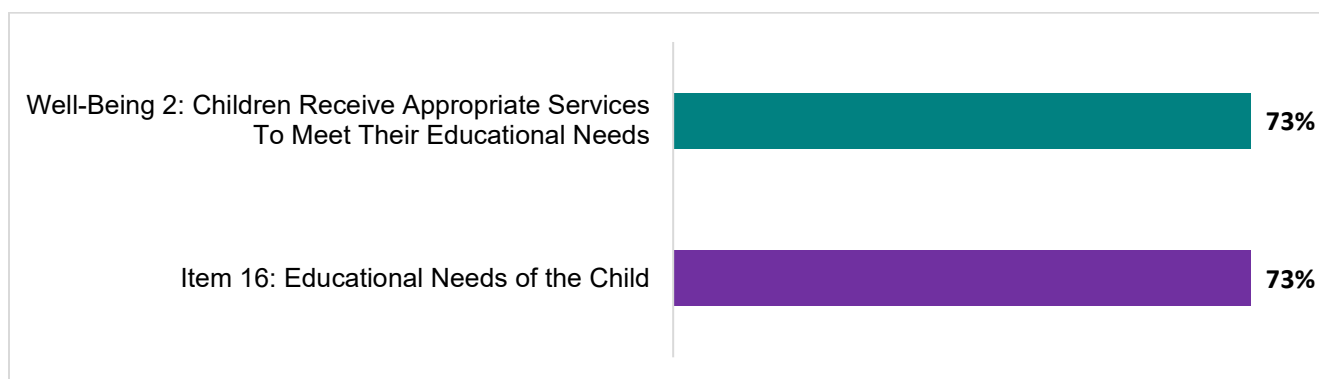 Well-Being 2: Children Receive Appropriate Services
To Meet Their Educational Needs
73%
Item 16: Educational Needs of the Child
73%